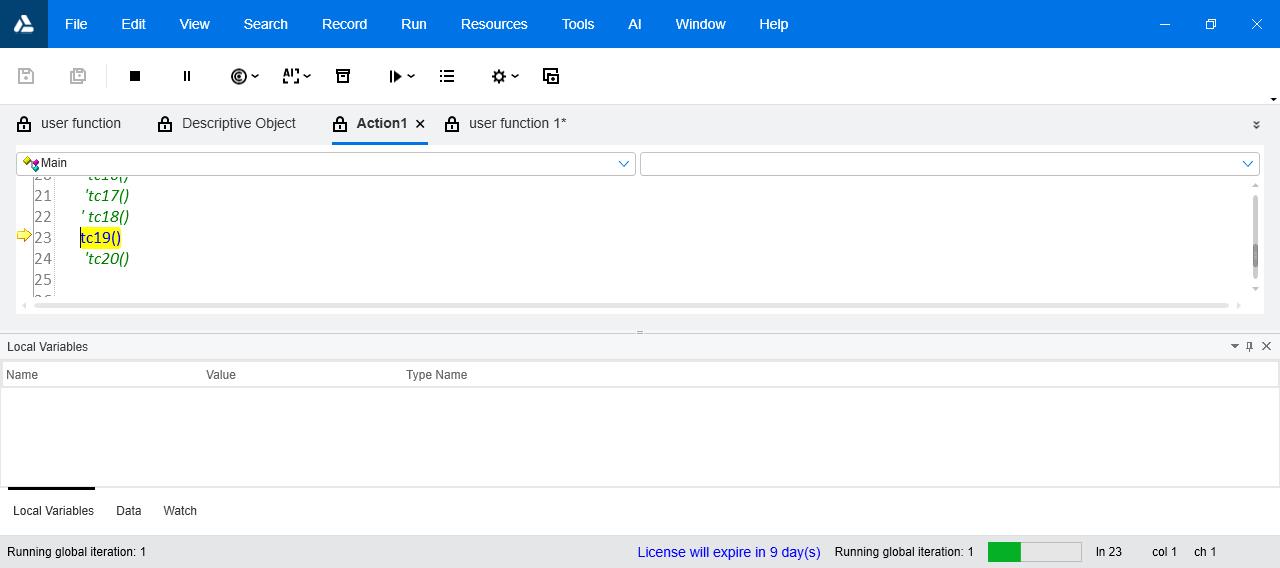 File Edit View Search Record Run Resources Tools AI Window Help
AI
user function Descriptive Object Action1 user function 1*
Main
21 'tc17()
22 ' tc18()
23 tc19()
24 'tc20()
25
Local Variables
Name Value Type Name
Local Variables Data Watch
Running global iteration: 1 License will expire in 9 day(s) Running global iteration: 1 ln 23 col 1 ch 1